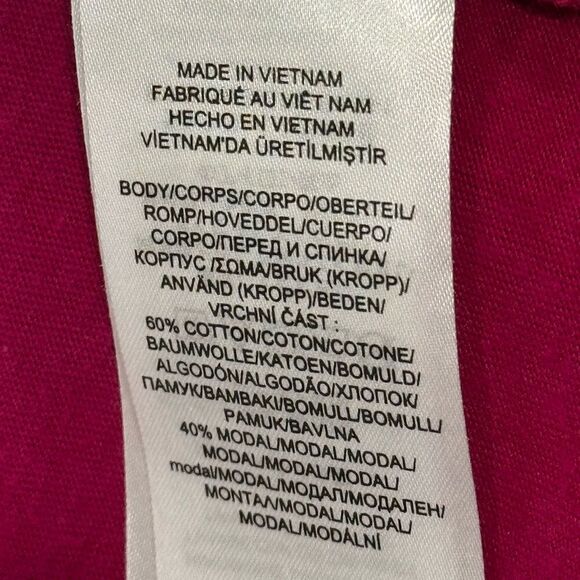 MADE IN VIETNAM
FABRIQUÉ AU VIÊT NAM
HECHO EN VIETNAM
VİETNAM'DA ÜRETİLMİŞTİR
BODY/CORPS/CORPO/OBERTEIL/
ROMP/HOVEDDEL/CUERPO/
CORPO/ПЕРЕД И СПИНКА/
КОРПУС /ΣΩΜΑ/BRUK (KROPP)/
ANVÄND (KROPP)/BEDEN/
VRCHNÍ ČÁST :
60% COTTON/COTON/COTONE/
BAUMWOLLE/KATOEN/BOMULD/
ALGODÓN/ALGODÃO/ХЛОПОК/
ПАМУК/ΒΑΜΒΑΚΙ/BOMULL/BOMULL/
PAMUK/BAVLNA
40% MODAL/MODAL/MODAL/
MODAL/MODAL/MODAL/
modal/MODAL/МОДАЛ/МОДАЛЕН/
ΜΟΝΤΑΛ/MODAL/MODAL/
MODAL/MODÁLNÍ